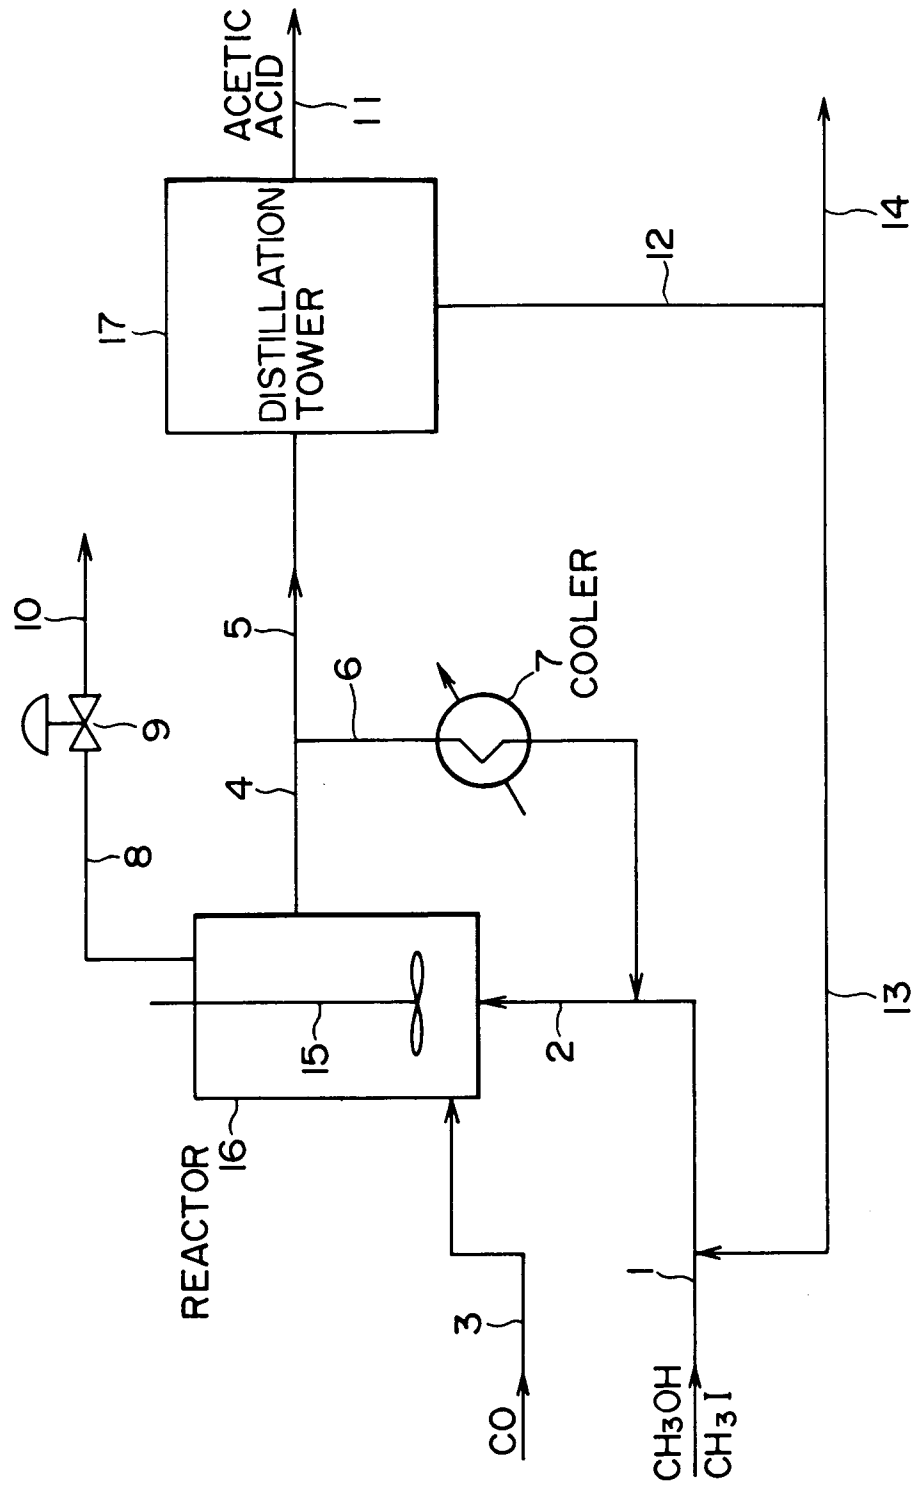 REACTOR
16
15
CO
3
CH3OH
CH3I
1
2
4
5
6
7
COOLER
8
9
10
17
DISTILLATION
TOWER
ACETIC
ACID
11
12
13
14